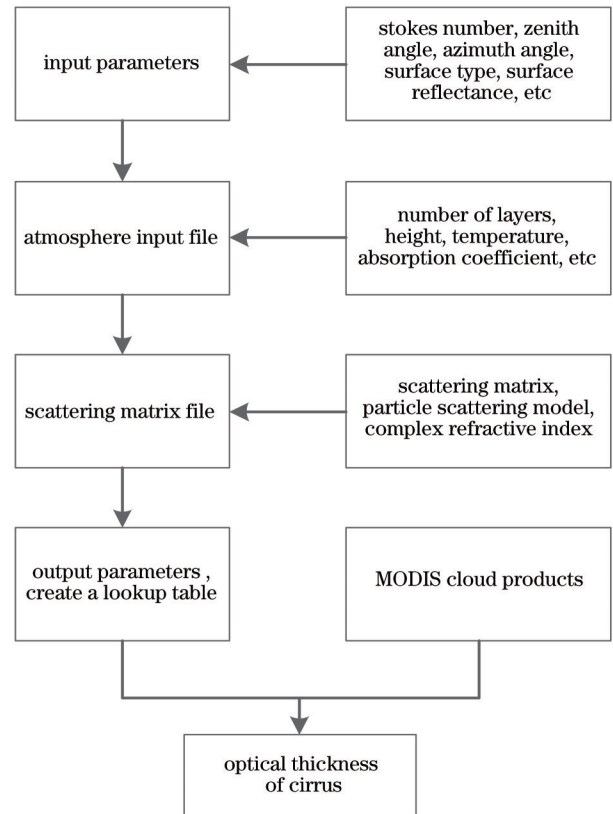 input parameters
stokes number, zenith
angle, azimuth angle,
surface type, surface
reflectance, etc
atmosphere input file
number of layers,
height, temperature,
absorption coefficient, etc
scattering matrix file
scattering matrix,
particle scattering model,
complex refractive index
output parameters ,
create a lookup table
MODIS cloud products
optical thickness
of cirrus